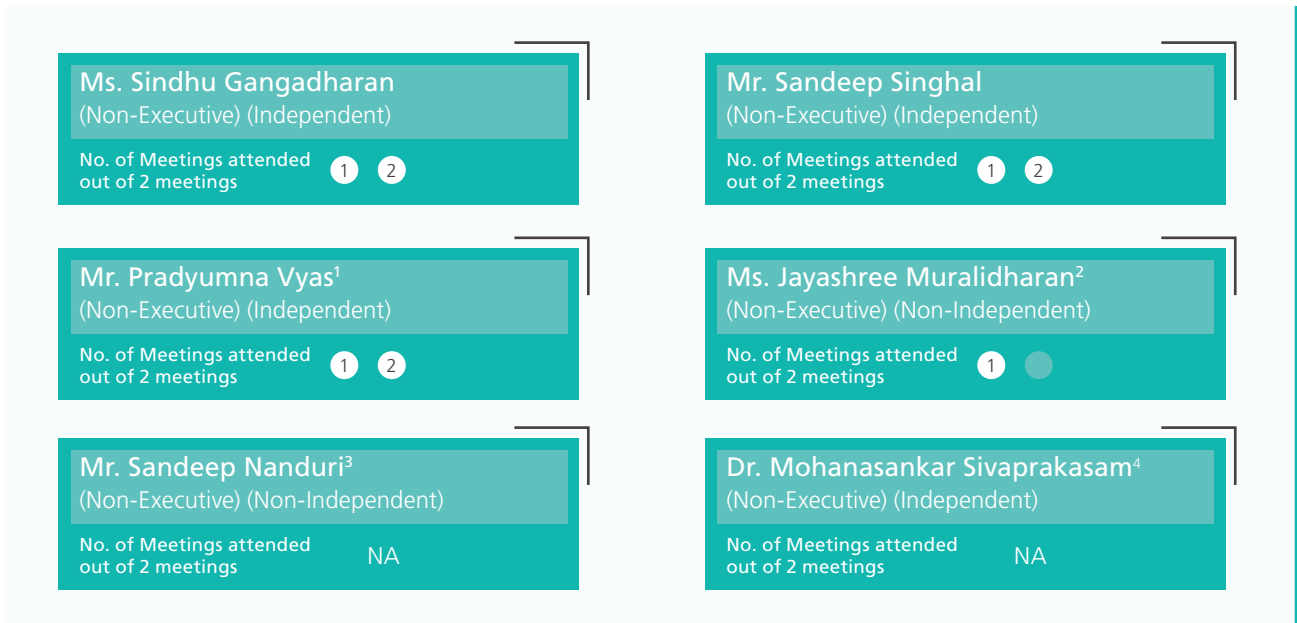 Ms. Sindhu Gangadharan
(Non-Executive) (Independent)
No. of Meetings attended
out of 2 meetings
1 2
Mr. Sandeep Singhal
(Non-Executive) (Independent)
No. of Meetings attended
out of 2 meetings
1 2
Mr. Pradyumna Vyas¹
(Non-Executive) (Independent)
No. of Meetings attended
out of 2 meetings
1 2
Ms. Jayashree Muralidharan²
(Non-Executive) (Non-Independent)
No. of Meetings attended
out of 2 meetings
1
Mr. Sandeep Nanduri³
(Non-Executive) (Non-Independent)
No. of Meetings attended
out of 2 meetings
NA
Dr. Mohanasankar Sivaprakasam⁴
(Non-Executive) (Independent)
No. of Meetings attended
out of 2 meetings
NA